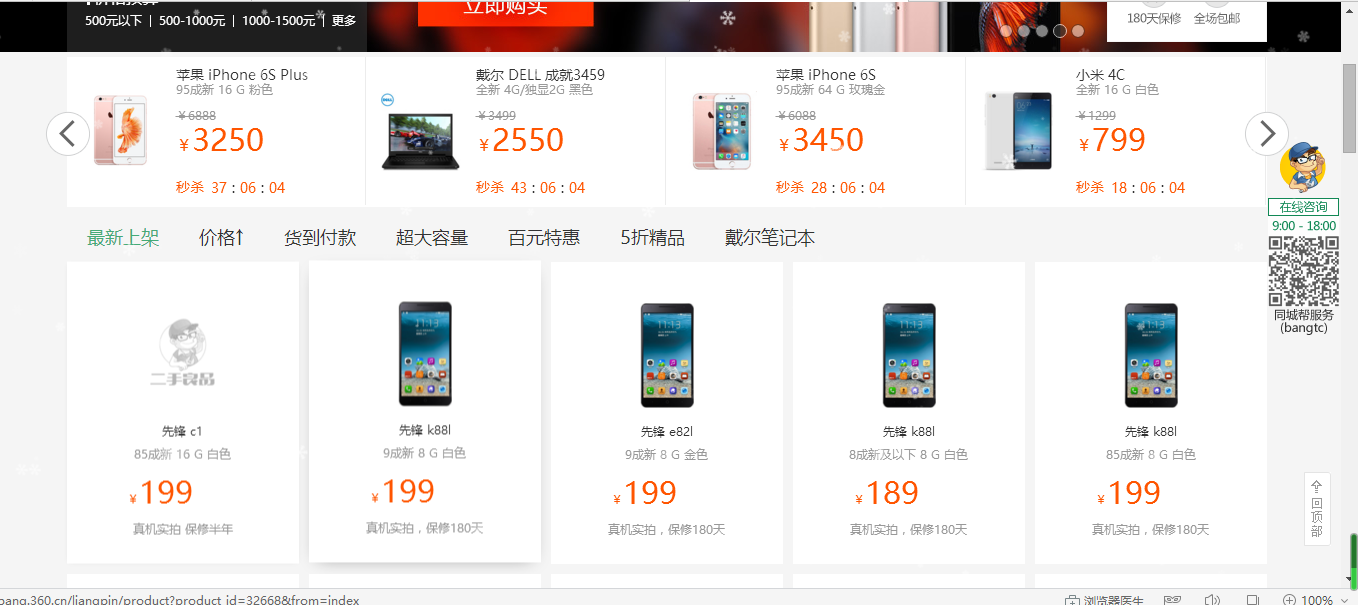 500元以下 | 500-1000元 | 1000-1500元 | 更多
立即购买
180天保修 全场包邮
苹果 iPhone 6S Plus
95成新 16 G 粉色
￥6888
￥3250
秒杀 37 : 06 : 04
戴尔 DELL 成就3459
全新 4G/独显2G 黑色
￥3499
￥2550
秒杀 43 : 06 : 04
苹果 iPhone 6S
95成新 64 G 玫瑰金
￥6088
￥3450
秒杀 28 : 06 : 04
小米 4C
全新 16 G 白色
￥1299
￥799
秒杀 18 : 06 : 04
在线咨询
9:00 - 18:00
同城帮服务
(bangtc)
最新上架 价格↑ 货到付款 超大容量 百元特惠 5折精品 戴尔笔记本
二手良品
先锋 c1
85成新 16 G 白色
￥199
真机实拍 保修半年
先锋 k88l
9成新 8 G 白色
￥199
真机实拍，保修180天
先锋 e82l
9成新 8 G 金色
￥199
真机实拍，保修180天
先锋 k88l
8成新及以下 8 G 白色
￥189
真机实拍，保修180天
先锋 k88l
85成新 8 G 白色
￥199
真机实拍，保修180天
回
顶
部
bang.360.cn/liangpin/product?product_id=32668&from=index
浏览器医生
100%